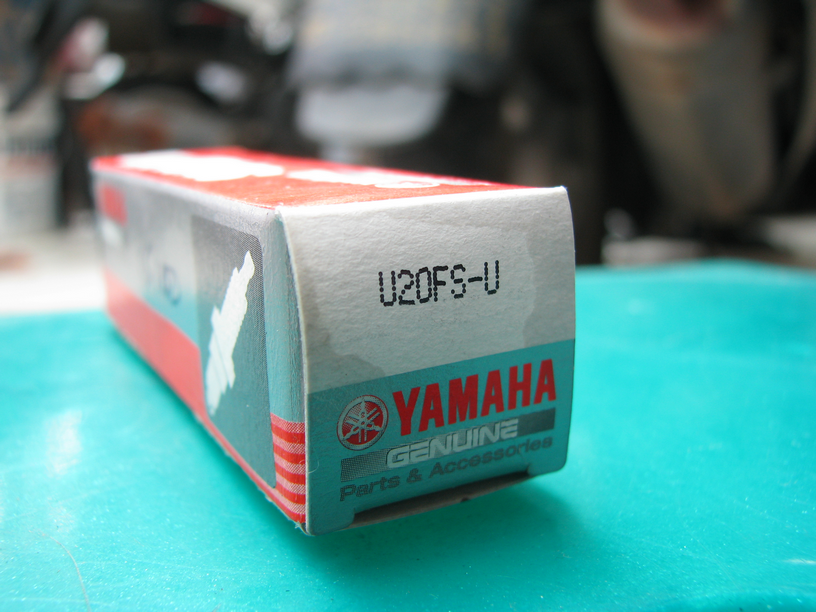 U20FS-U
YAMAHA
GENUINE
Parts & Accessories